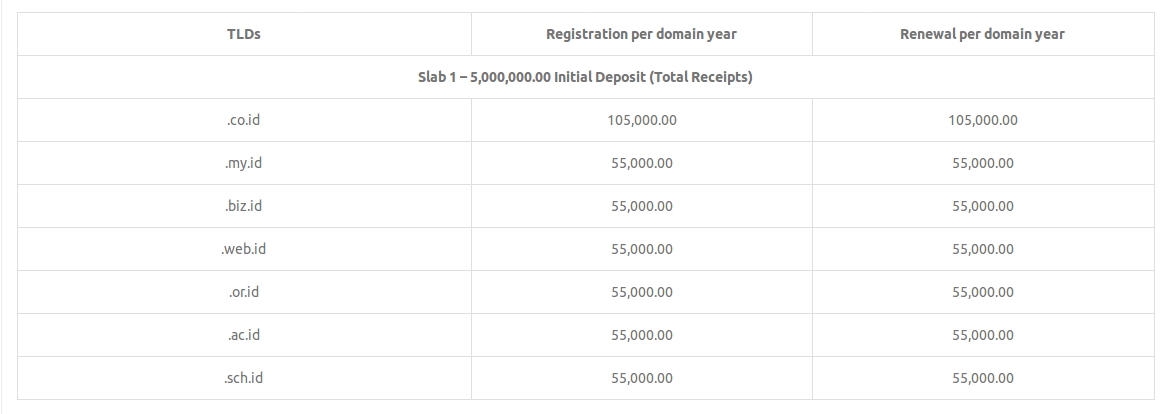 TLDs Registration per domain year Renewal per domain year
Slab 1 – 5,000,000.00 Initial Deposit (Total Receipts)
.co.id 105,000.00 105,000.00
.my.id 55,000.00 55,000.00
.biz.id 55,000.00 55,000.00
.web.id 55,000.00 55,000.00
.or.id 55,000.00 55,000.00
.ac.id 55,000.00 55,000.00
.sch.id 55,000.00 55,000.00